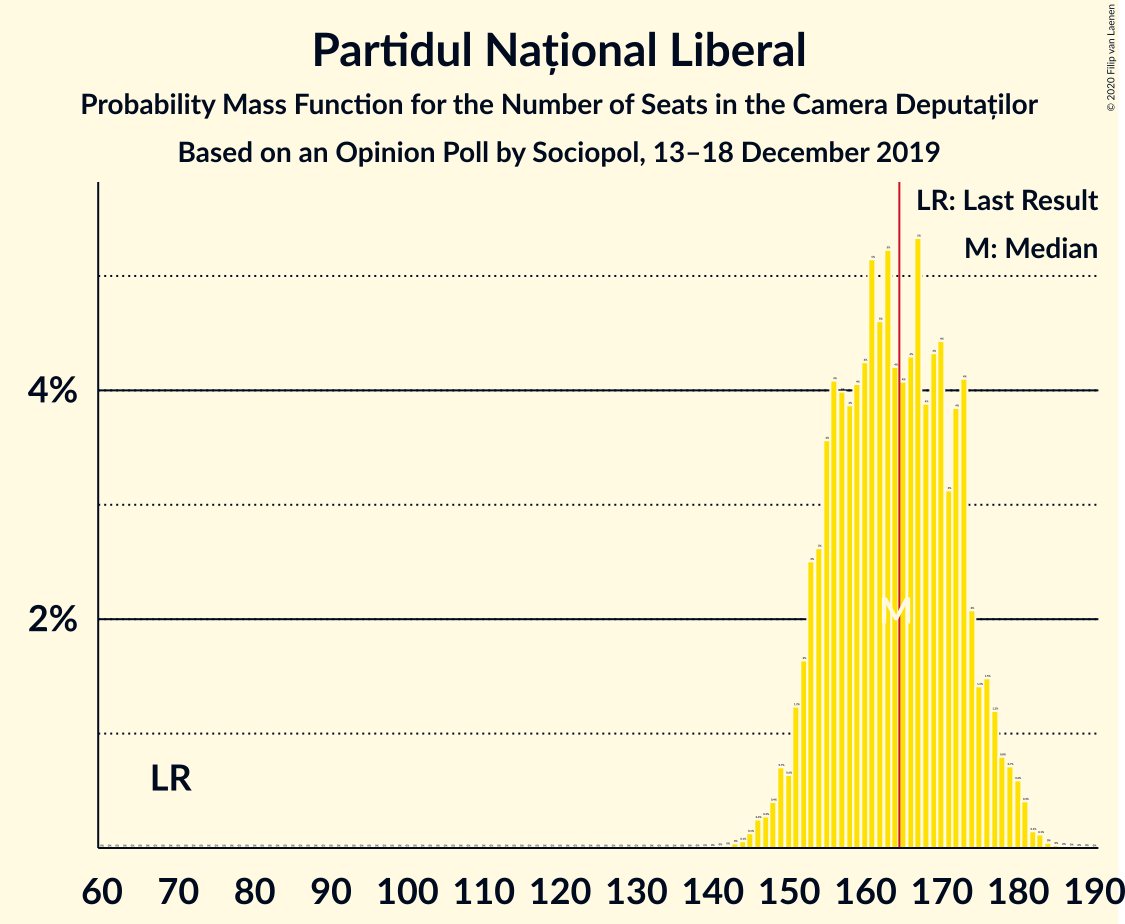 Partidul Național Liberal
Probability Mass Function for the Number of Seats in the Camera Deputaților
Based on an Opinion Poll by Sociopol, 13–18 December 2019
© 2020 Filip van Laenen
LR: Last Result
M: Median
4%
2%
M
LR
60 70 80 90 100 110 120 130 140 150 160 170 180 190